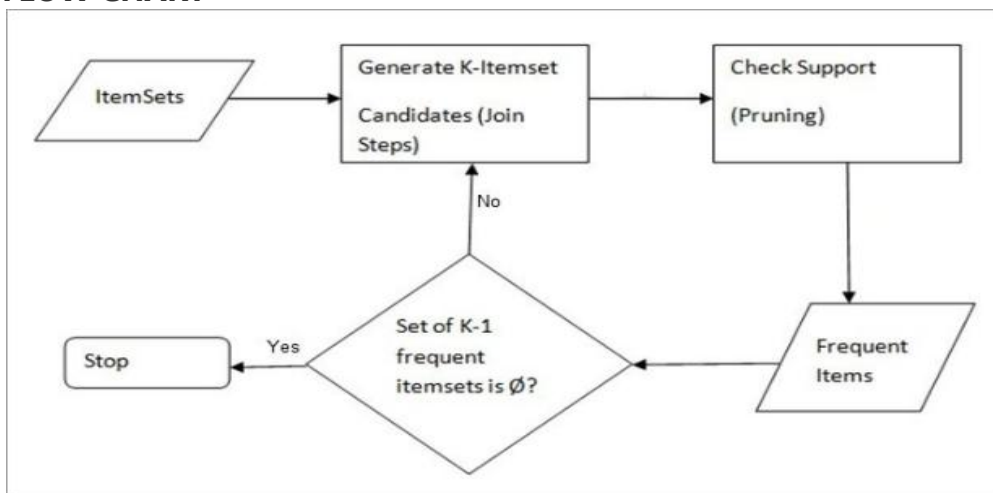 ItemSets
Generate K-Itemset
Candidates (Join
Steps)
Check Support
(Pruning)
No
Set of K-1
frequent
itemsets is Ø?
Yes
Stop
Frequent
Items